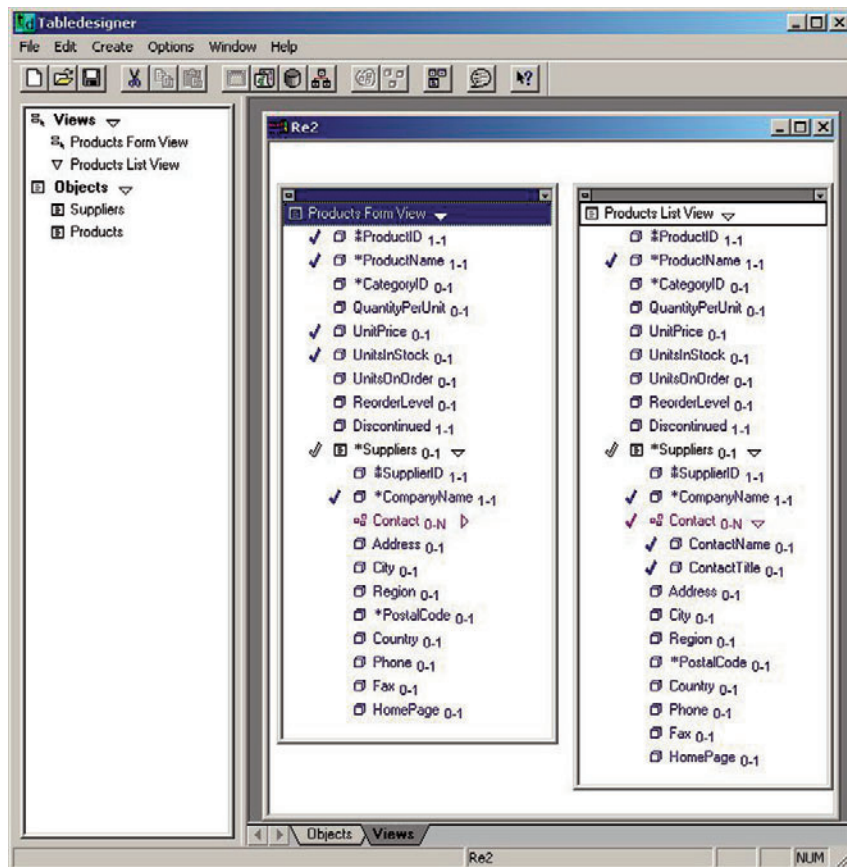 Tabledesigner
File Edit Create Options Window Help
Views
Products Form View
Products List View
Objects
Suppliers
Products
Re2
Products Form View
‡ProductID 1-1
*ProductName 1-1
*CategoryID 0-1
QuantityPerUnit 0-1
UnitPrice 0-1
UnitsInStock 0-1
UnitsOnOrder 0-1
ReorderLevel 0-1
Discontinued 1-1
*Suppliers 0-1
‡SupplierID 1-1
*CompanyName 1-1
Contact 0-N
Address 0-1
City 0-1
Region 0-1
*PostalCode 0-1
Country 0-1
Phone 0-1
Fax 0-1
HomePage 0-1
Products List View
‡ProductID 1-1
*ProductName 1-1
*CategoryID 0-1
QuantityPerUnit 0-1
UnitPrice 0-1
UnitsInStock 0-1
UnitsOnOrder 0-1
ReorderLevel 0-1
Discontinued 1-1
*Suppliers 0-1
‡SupplierID 1-1
*CompanyName 1-1
Contact 0-N
ContactName 0-1
ContactTitle 0-1
Address 0-1
City 0-1
Region 0-1
*PostalCode 0-1
Country 0-1
Phone 0-1
Fax 0-1
HomePage 0-1
Objects Views
Re2 NUM